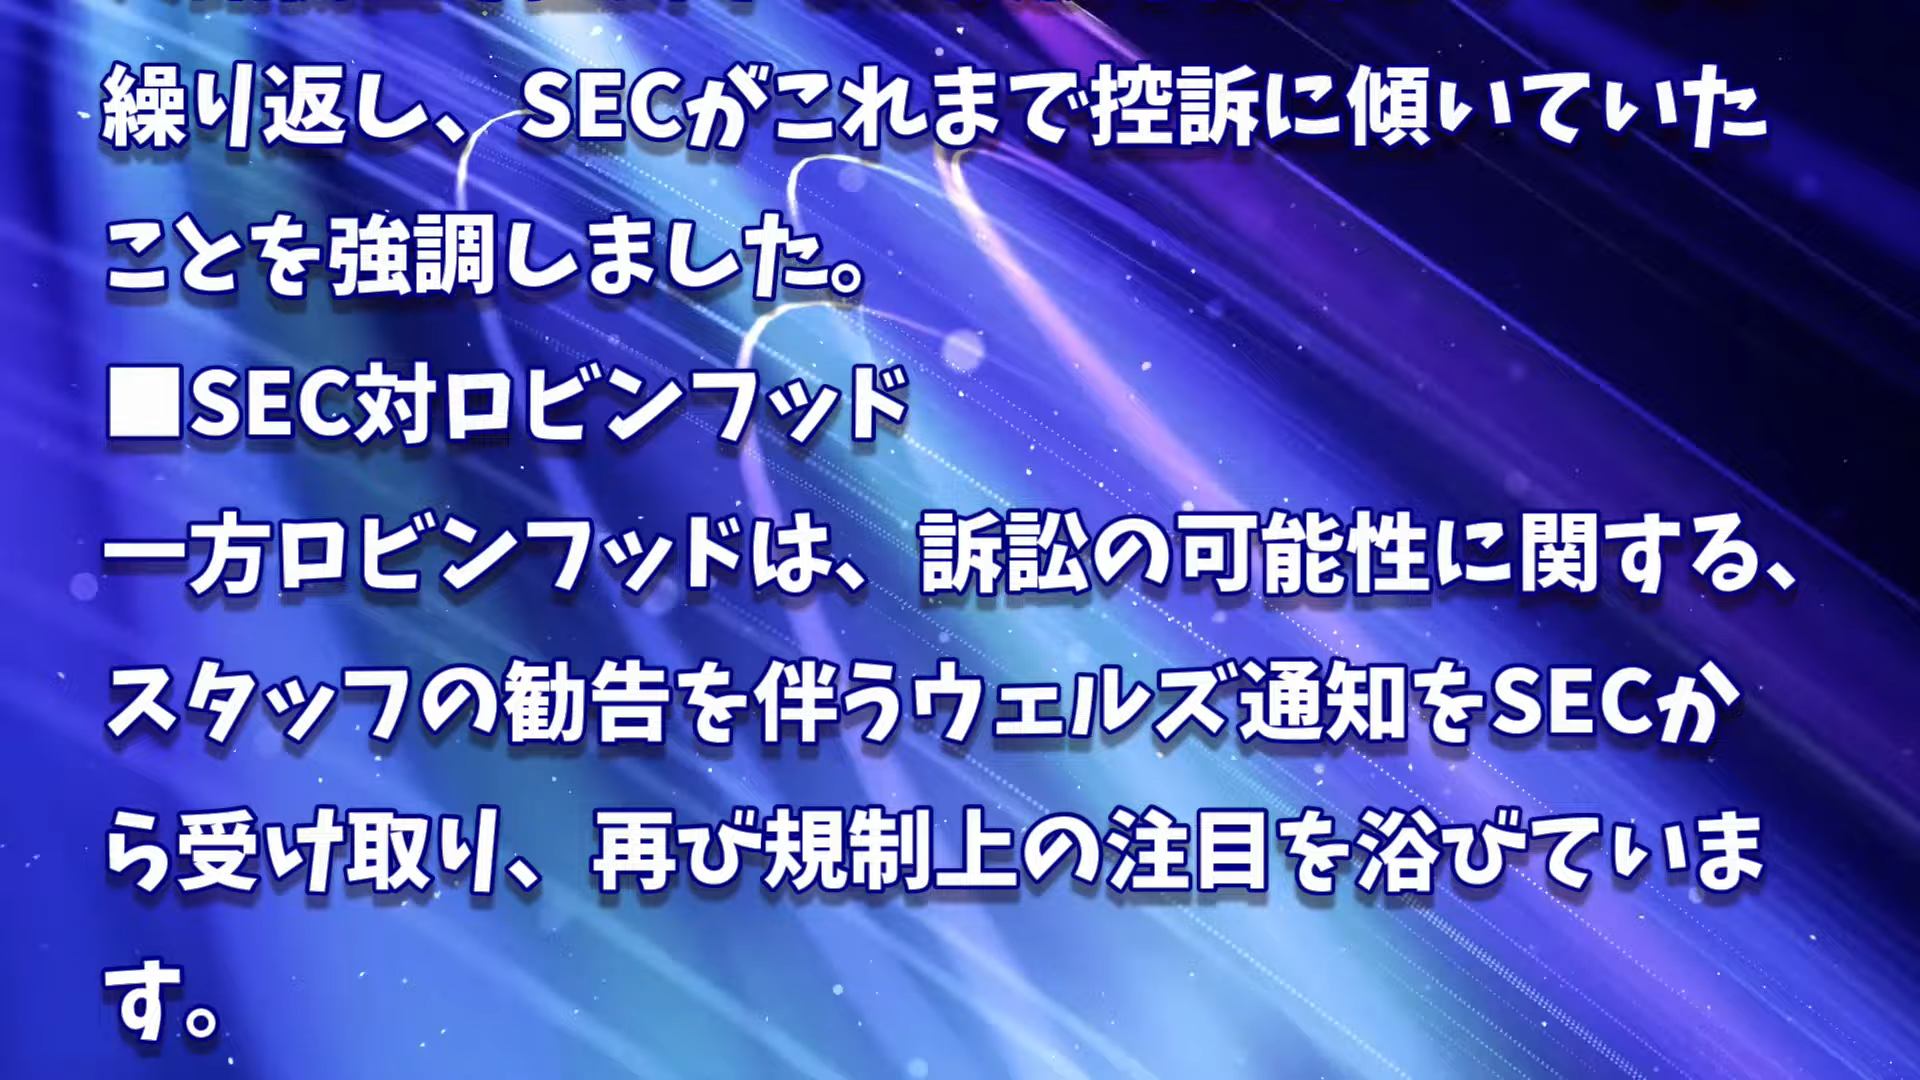 繰り返し、SECがこれまで控訴に傾いていた
ことを強調しました。
■SEC対ロビンフッド
一方ロビンフッドは、訴訟の可能性に関する、
スタッフの勧告を伴うウェルズ通知をSECか
ら受け取り、再び規制上の注目を浴びていま
す。